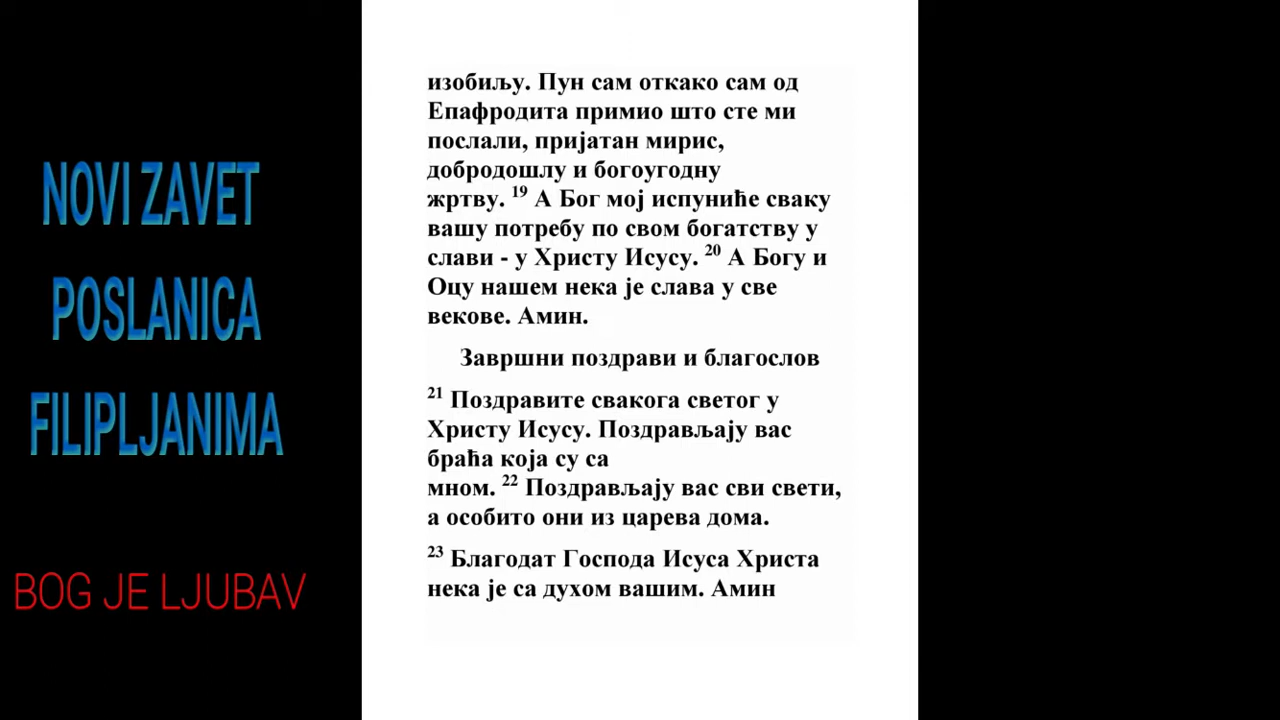 NOVI ZAVET
POSLANICA
FILIPLJANIMA
BOG JE LJUBAV
изобиљу. Пун сам откако сам од
Епафродита примио што сте ми
послали, пријатан мирис,
добродошлу и богоугодну
жртву. 19 А Бог мој испуниће сваку
вашу потребу по свом богатству у
слави - у Христу Исусу. 20 А Богу и
Оцу нашем нека је слава у све
векове. Амин.
Завршни поздрави и благослов
21 Поздравите свакога светог у
Христу Исусу. Поздрављају вас
браћа која су са
мном. 22 Поздрављају вас сви свети,
а особито они из царева дома.
23 Благодат Господа Исуса Христа
нека је са духом вашим. Амин